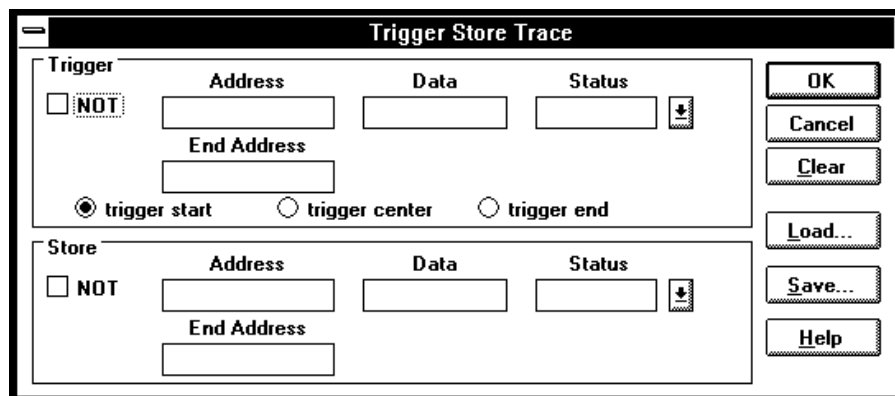 Trigger Store Trace
Trigger
Address Data Status
NOT
End Address
trigger start trigger center trigger end
Store
Address Data Status
NOT
End Address
OK
Cancel
Clear
Load...
Save...
Help